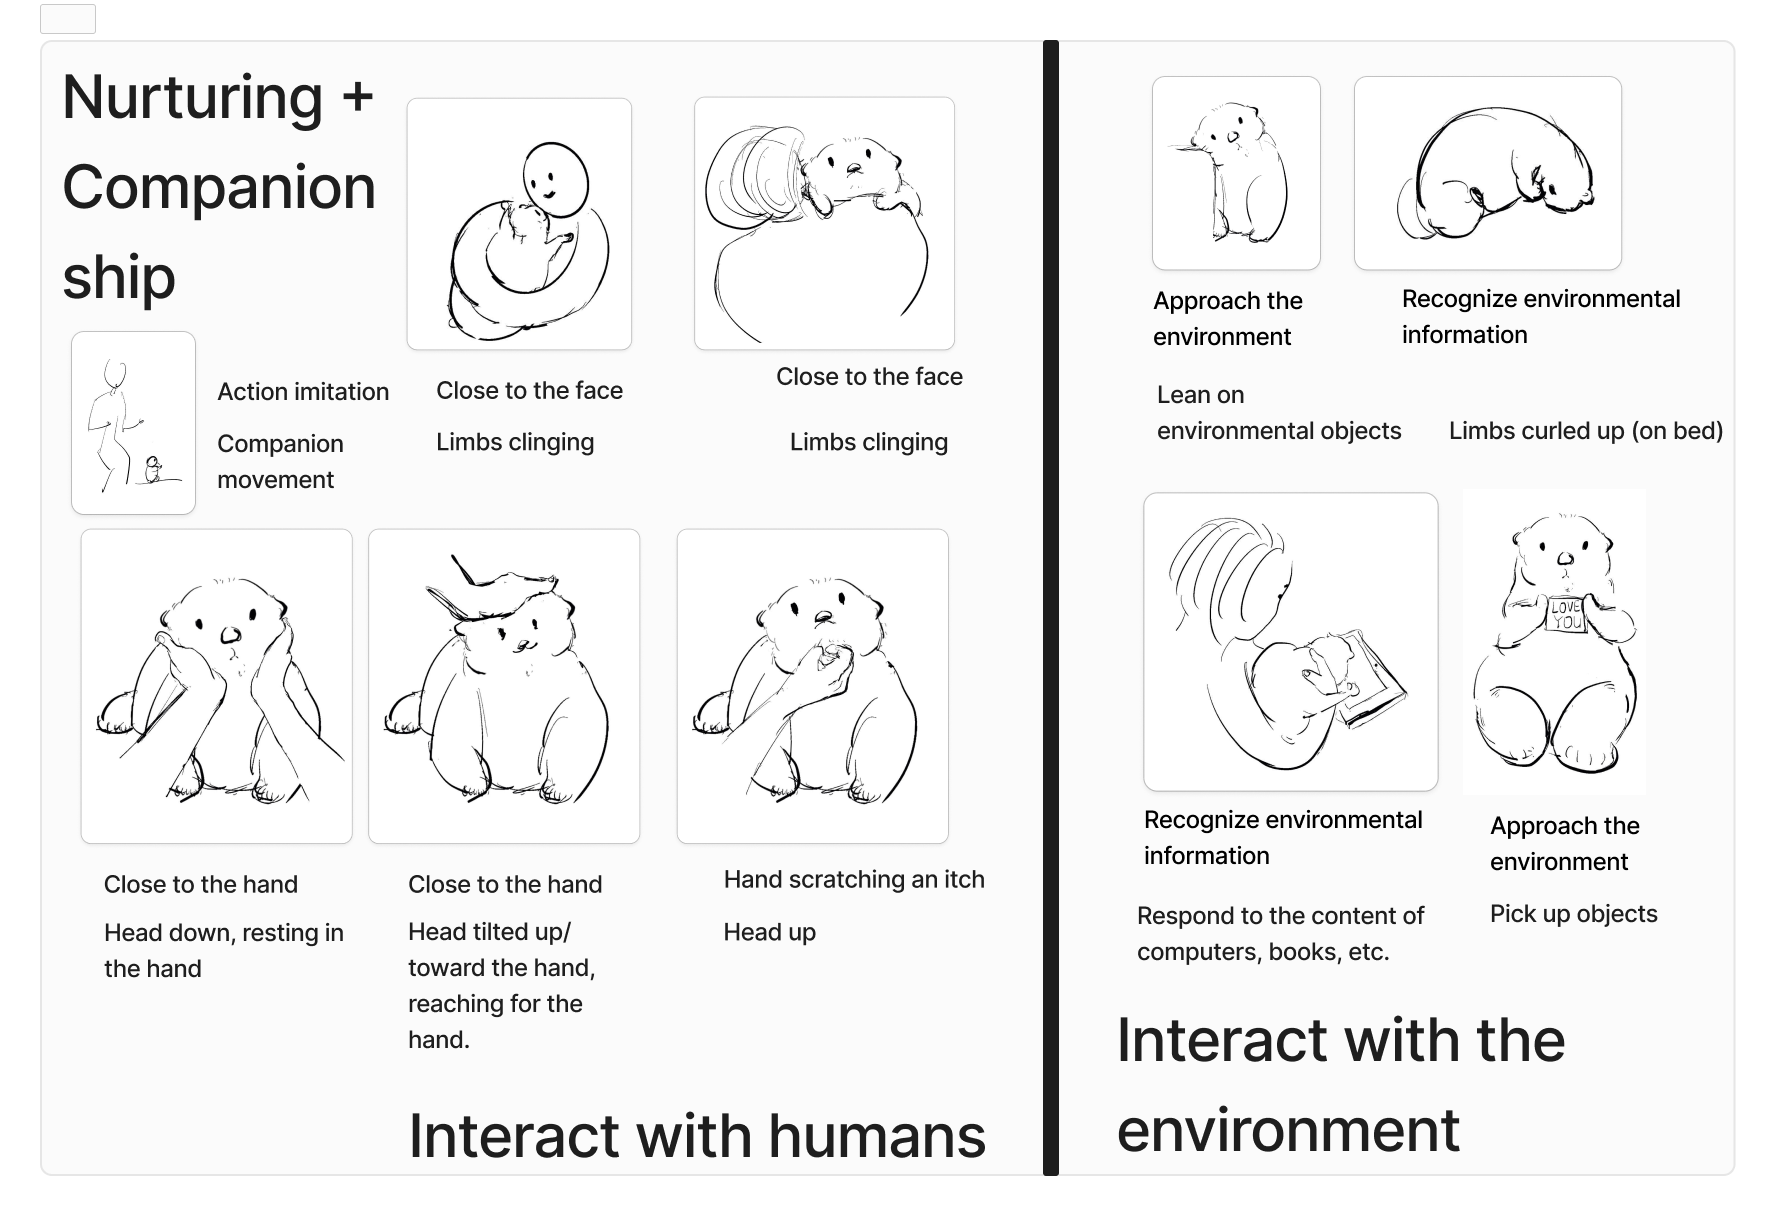 Nurturing +
Companion
ship
Action imitation
Companion
movement
Close to the face
Limbs clinging
Close to the face
Limbs clinging
Close to the hand
Head down, resting in
the hand
Close to the hand
Head tilted up/
toward the hand,
reaching for the
hand.
Hand scratching an itch
Head up
Interact with humans
Approach the
environment
Lean on
environmental objects
Recognize environmental
information
Limbs curled up (on bed)
LOVE
YOU
Recognize environmental
information
Respond to the content of
computers, books, etc.
Approach the
environment
Pick up objects
Interact with the
environment